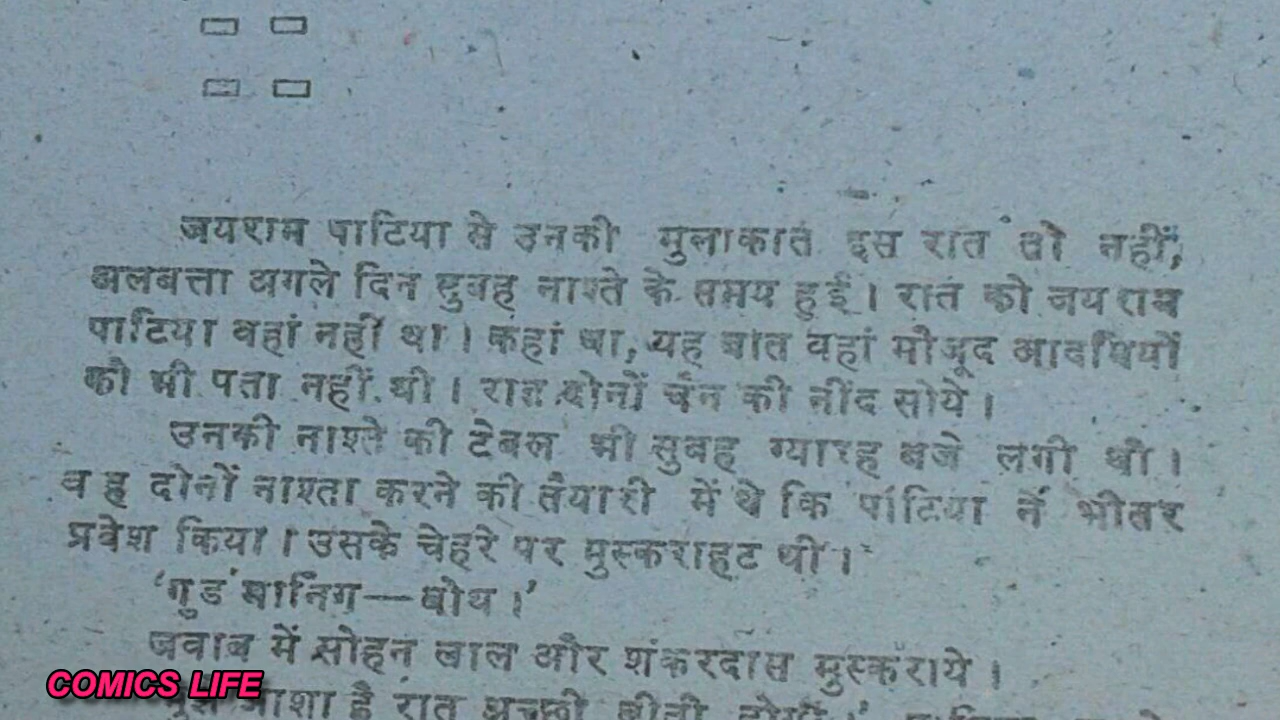 जयराम पाटिया से उनकी मुलाकात इस रात तो नहीं,
अलबत्ता अगले दिन सुबह नाश्ते के समय हुई। रात को जयराम
पाटिया वहां नहीं था। कहां था, यह बात वहां मौजूद आदमियों
को भी पता नहीं थी। रात दोनों चैन की नींद सोये।
उनकी नाश्ते की टेबल भी सुबह ग्यारह बजे लगी थी।
वह दोनों नाश्ता करने की तैयारी में थे कि पाटिया ने भीतर
प्रवेश किया। उसके चेहरे पर मुस्कराहट थी।
‘गुड मार्निग—बोय।’
जवाब में सोहन लाल और शंकरदास मुस्कराये।
आशा है रात अच्छी बीती होगी।’
COMICS LIFE